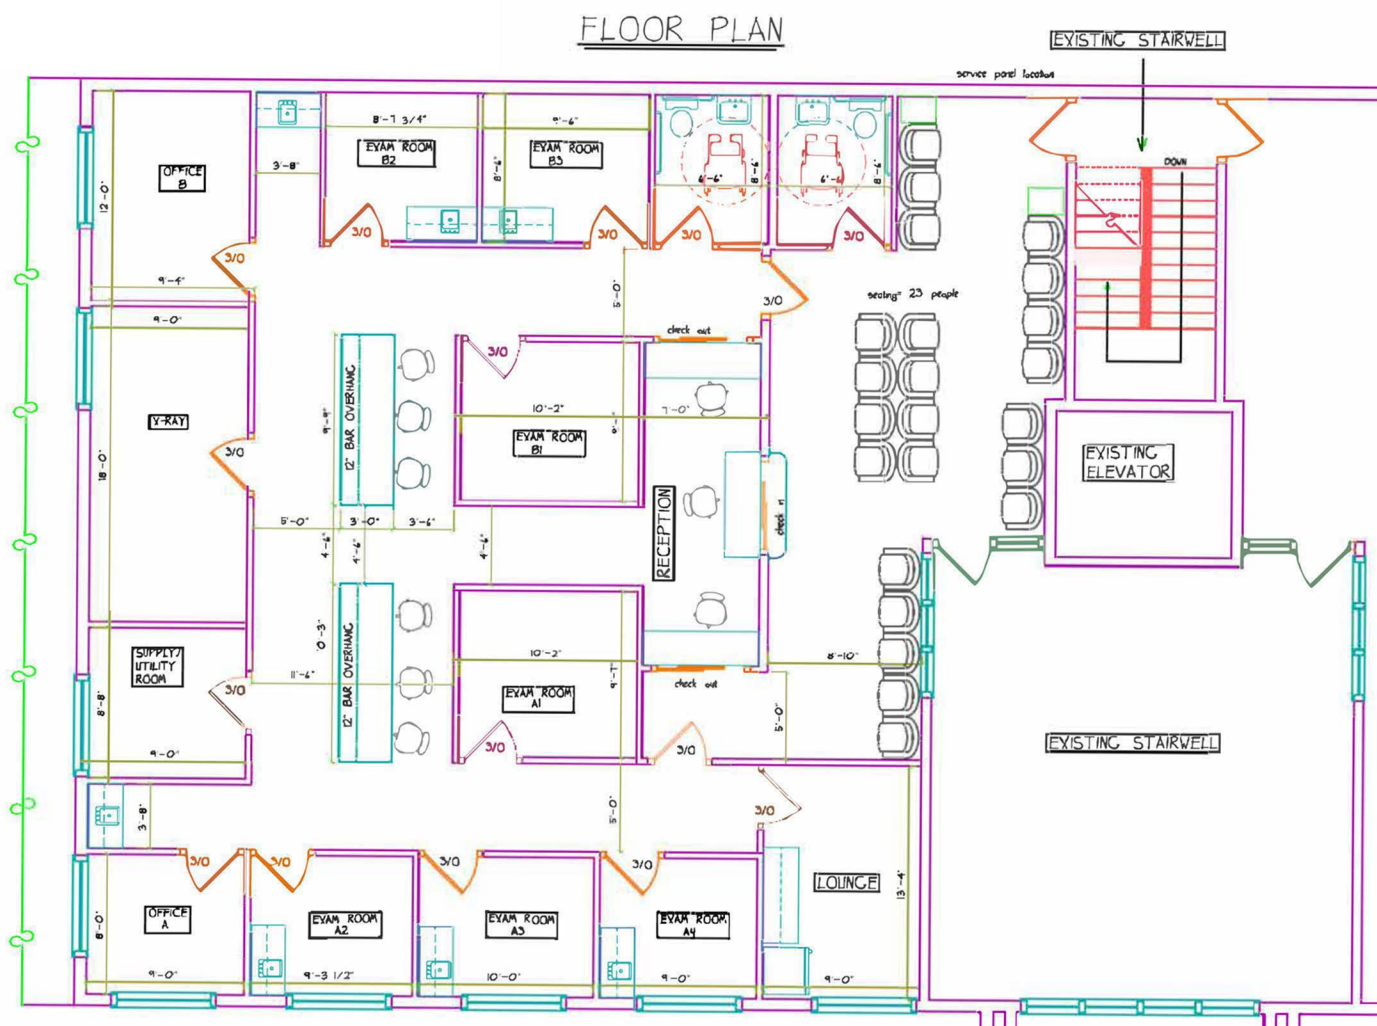 FLOOR PLAN
EXISTING STAIRWELL
service panel location
8'-7 3/4"
9'-6"
EXAM ROOM
B2
EXAM ROOM
B3
OFFICE
B
3'-8"
12'-0"
8'-6"
6'-6"
8'-6"
6'-6"
8'-6"
DOWN
3/0
3/0
3/0
3/0
3/0
9'-4"
5'-0"
3/0
seating= 23 people
9'-0"
check out
3/0
X-RAY
12" BAR OVERHANG
9'-9"
10'-2"
7'-0"
EXAM ROOM
B1
3/0
18'-0"
EXISTING
ELEVATOR
5'-0"
3'-0"
3'-6"
4'-6"
4'-6"
4'-6"
RECEPTION
check in
SUPPLY/
UTILITY
ROOM
12" BAR OVERHANG
10'-2"
8'-10"
11'-6"
3/0
EXAM ROOM
A1
9'-7"
check out
8'-8"
9'-0"
3/0
3/0
5'-0"
EXISTING STAIRWELL
3'-8"
5'-0"
3/0
3/0
3/0
3/0
3/0
LOUNGE
13'-4"
OFFICE
A
EXAM ROOM
A2
EXAM ROOM
A3
EXAM ROOM
A4
8'-0"
9'-0"
9'-3 1/2"
10'-0"
9'-0"
9'-0"